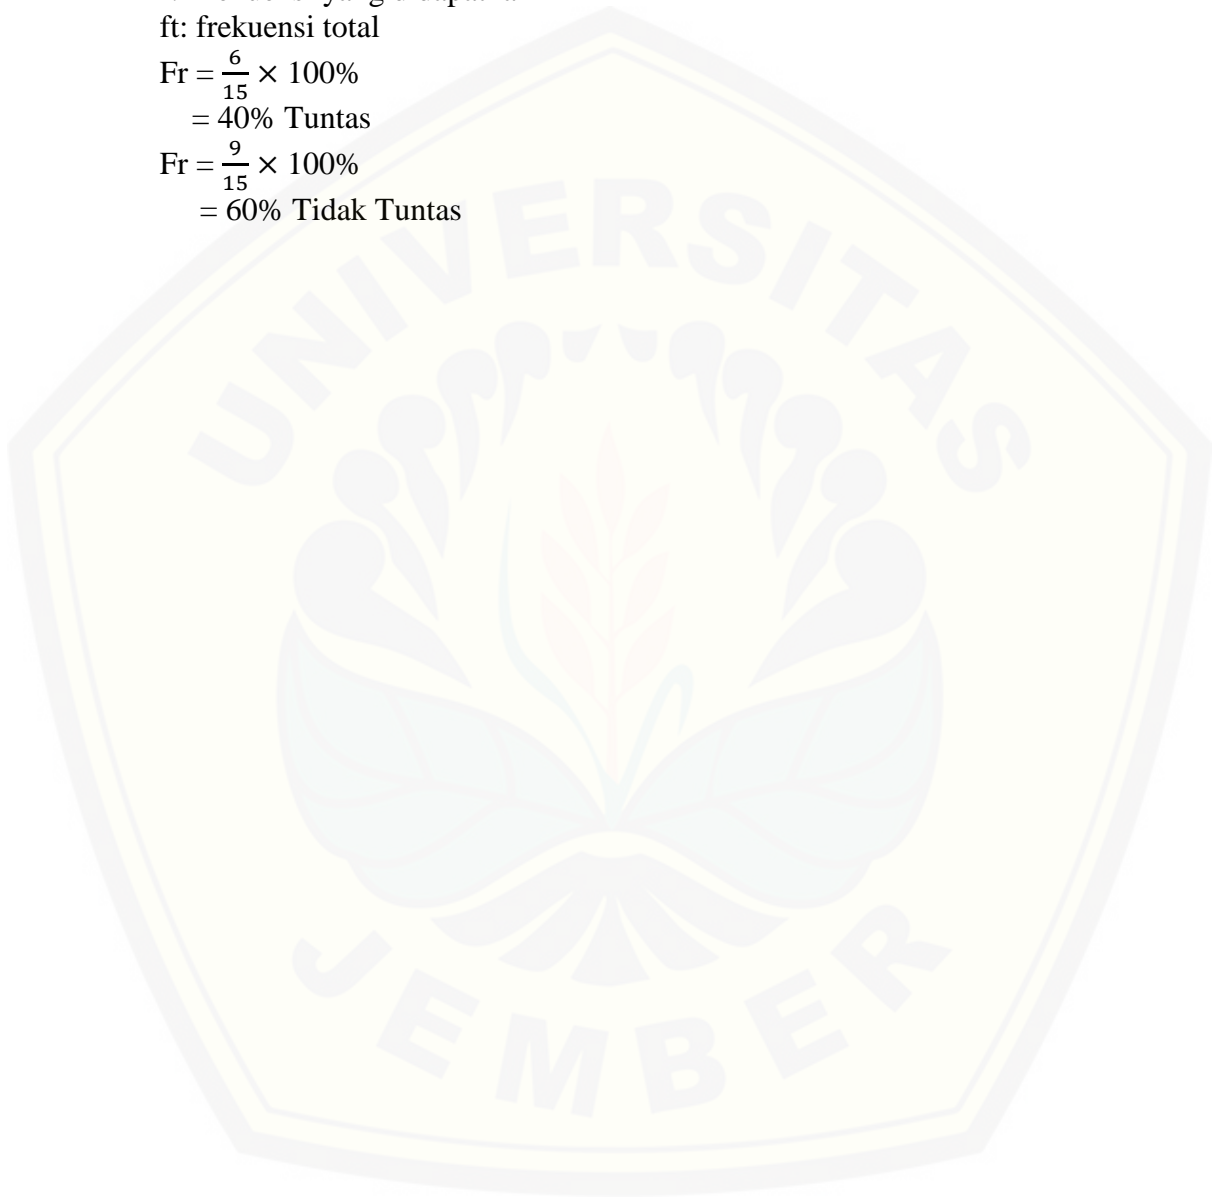 ft: frekuensi total
Fr = 6/15 × 100%
= 40% Tuntas
Fr = 9/15 × 100%
= 60% Tidak Tuntas
UNIVERSITAS
JEMBER